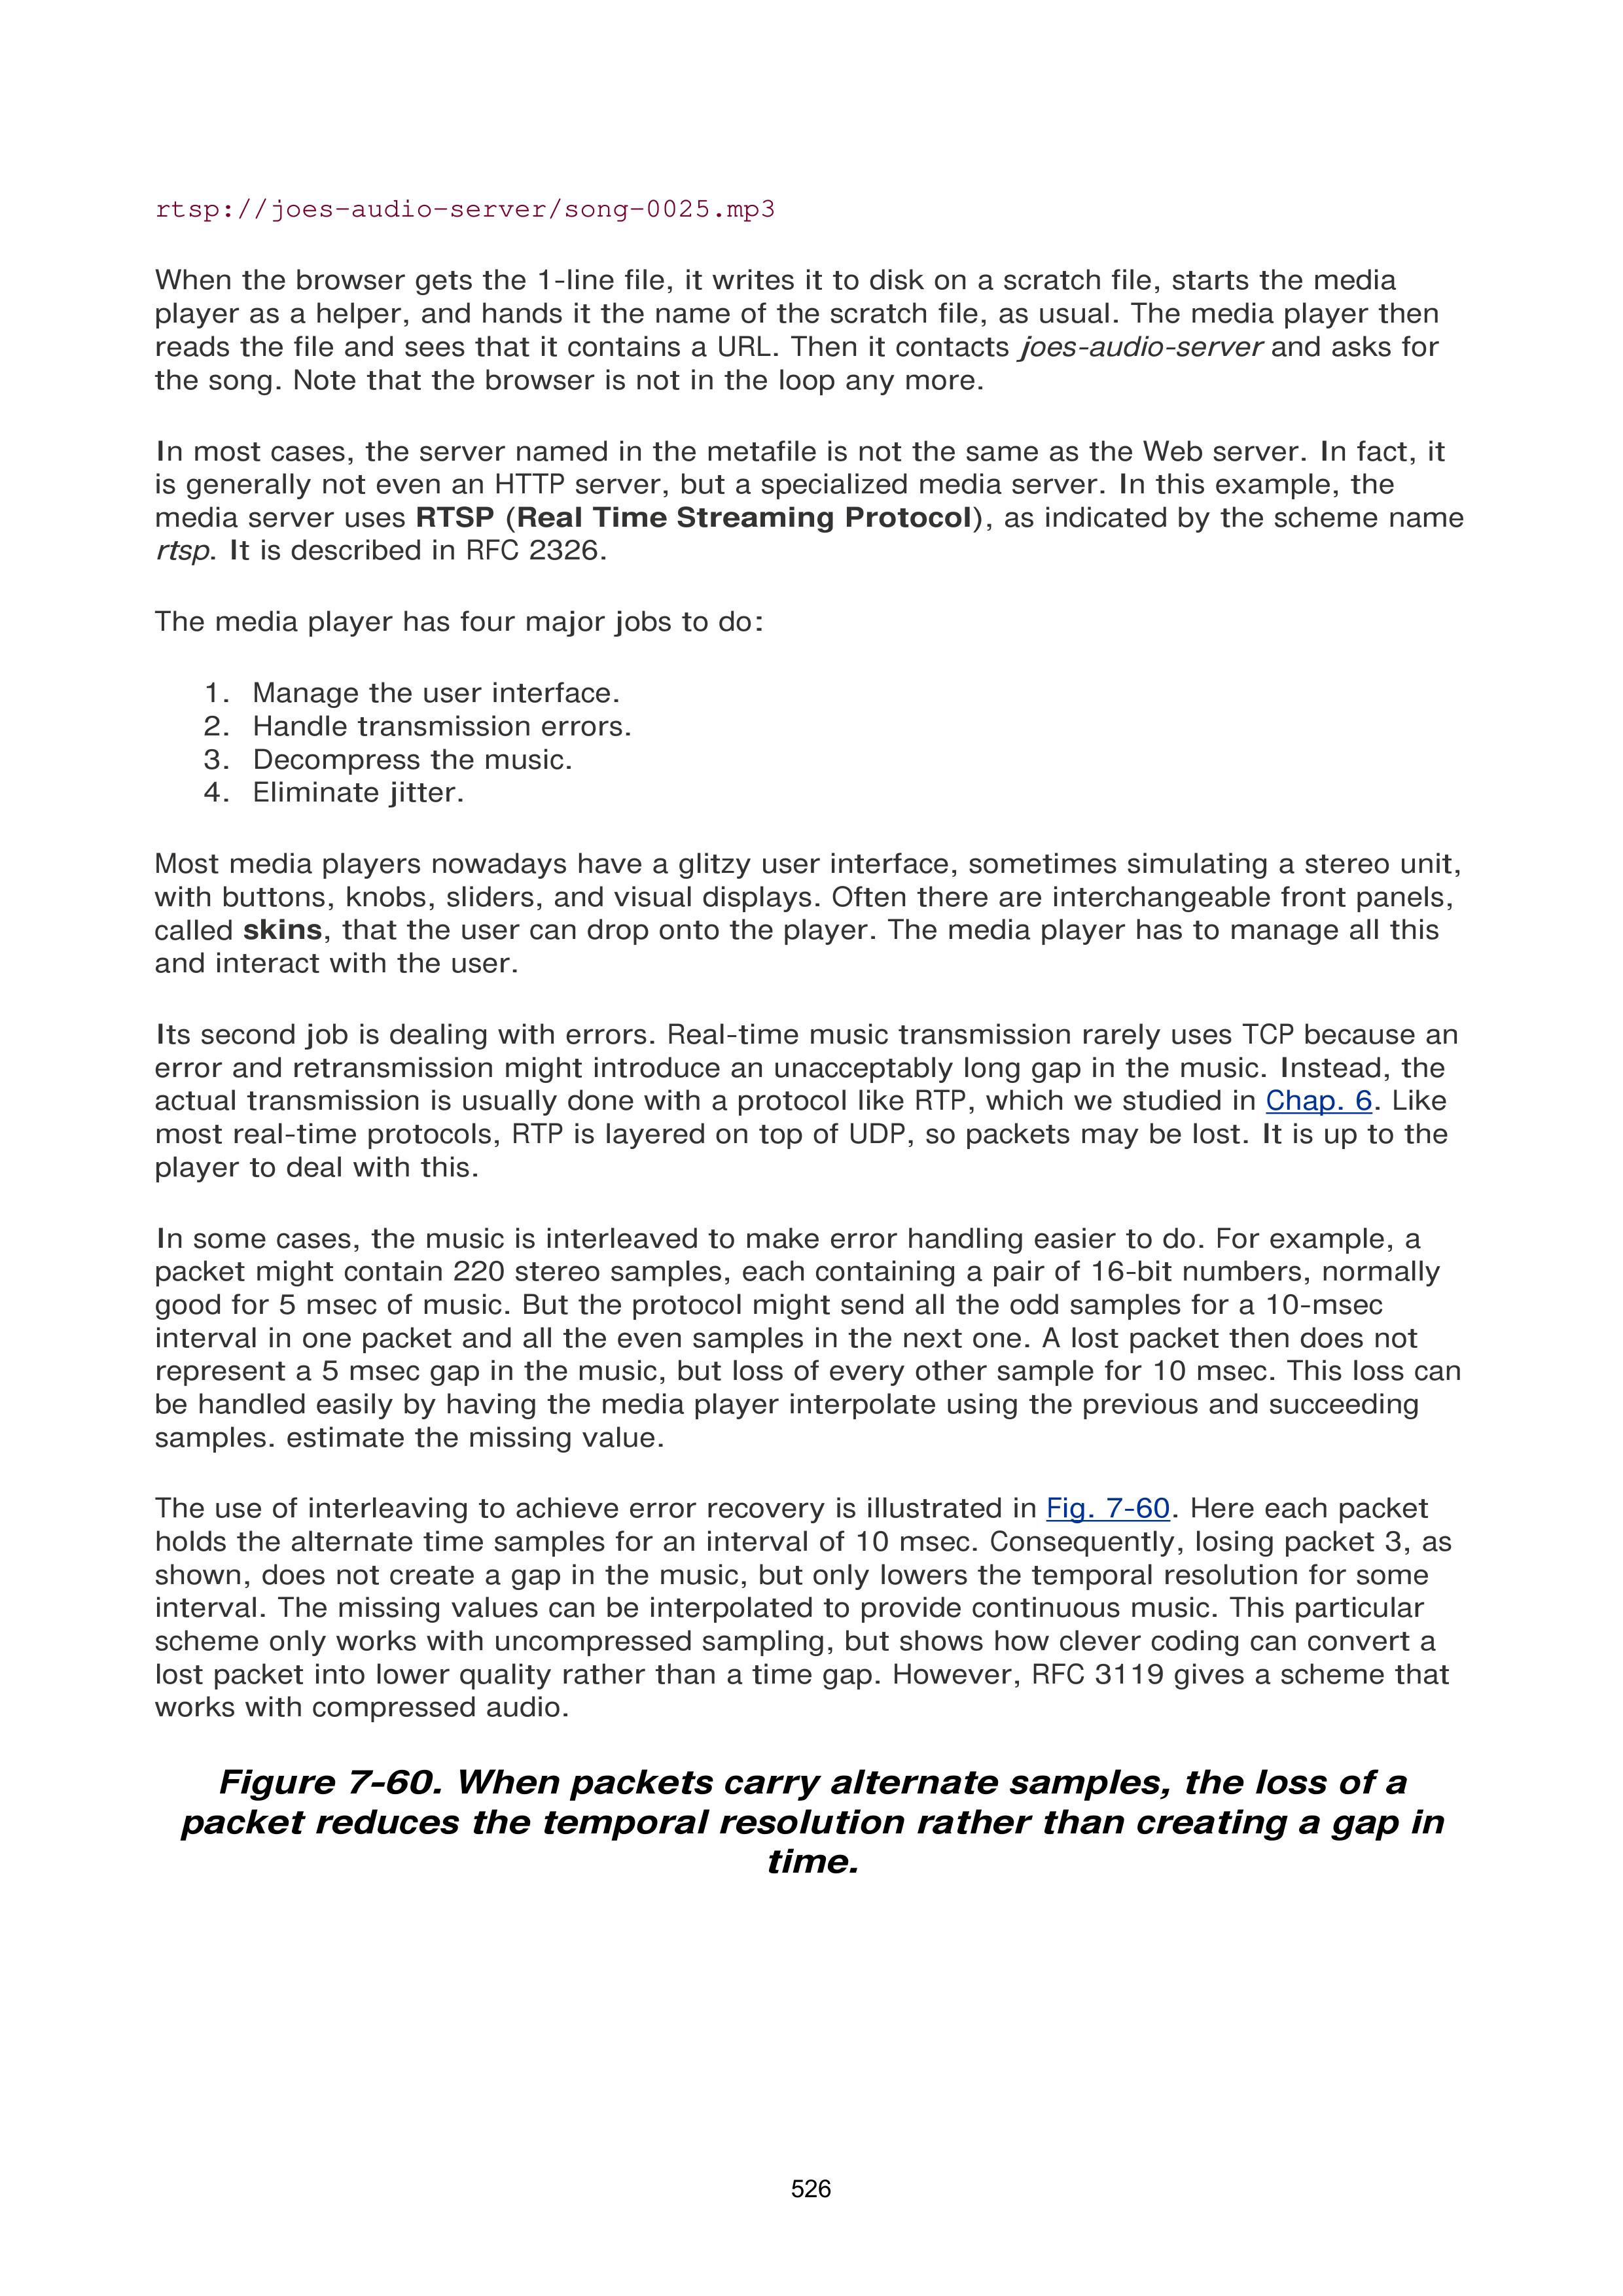 rtsp://joes-audio-server/song-0025.mp3
When the browser gets the 1-line file, it writes it to disk on a scratch file, starts the media
player as a helper, and hands it the name of the scratch file, as usual. The media player then
reads the file and sees that it contains a URL. Then it contacts joes-audio-server and asks for
the song. Note that the browser is not in the loop any more.
In most cases, the server named in the metafile is not the same as the Web server. In fact, it
is generally not even an HTTP server, but a specialized media server. In this example, the
media server uses RTSP (Real Time Streaming Protocol), as indicated by the scheme name
rtsp. It is described in RFC 2326.
The media player has four major jobs to do:
1. Manage the user interface.
2. Handle transmission errors.
3. Decompress the music.
4. Eliminate jitter.
Most media players nowadays have a glitzy user interface, sometimes simulating a stereo unit,
with buttons, knobs, sliders, and visual displays. Often there are interchangeable front panels,
called skins, that the user can drop onto the player. The media player has to manage all this
and interact with the user.
Its second job is dealing with errors. Real-time music transmission rarely uses TCP because an
error and retransmission might introduce an unacceptably long gap in the music. Instead, the
actual transmission is usually done with a protocol like RTP, which we studied in Chap. 6. Like
most real-time protocols, RTP is layered on top of UDP, so packets may be lost. It is up to the
player to deal with this.
In some cases, the music is interleaved to make error handling easier to do. For example, a
packet might contain 220 stereo samples, each containing a pair of 16-bit numbers, normally
good for 5 msec of music. But the protocol might send all the odd samples for a 10-msec
interval in one packet and all the even samples in the next one. A lost packet then does not
represent a 5 msec gap in the music, but loss of every other sample for 10 msec. This loss can
be handled easily by having the media player interpolate using the previous and succeeding
samples. estimate the missing value.
The use of interleaving to achieve error recovery is illustrated in Fig. 7-60. Here each packet
holds the alternate time samples for an interval of 10 msec. Consequently, losing packet 3, as
shown, does not create a gap in the music, but only lowers the temporal resolution for some
interval. The missing values can be interpolated to provide continuous music. This particular
scheme only works with uncompressed sampling, but shows how clever coding can convert a
lost packet into lower quality rather than a time gap. However, RFC 3119 gives a scheme that
works with compressed audio.
Figure 7-60. When packets carry alternate samples, the loss of a
packet reduces the temporal resolution rather than creating a gap in
time.
526